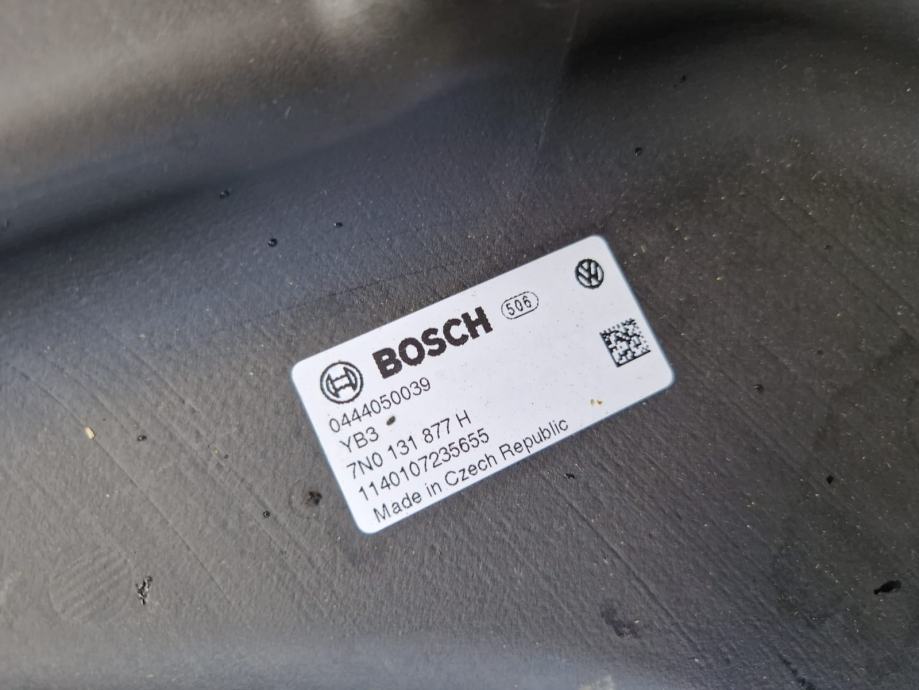 BOSCH 506
0444050039
YB3
7N0 131 877 H
1140107235655
Made in Czech Republic